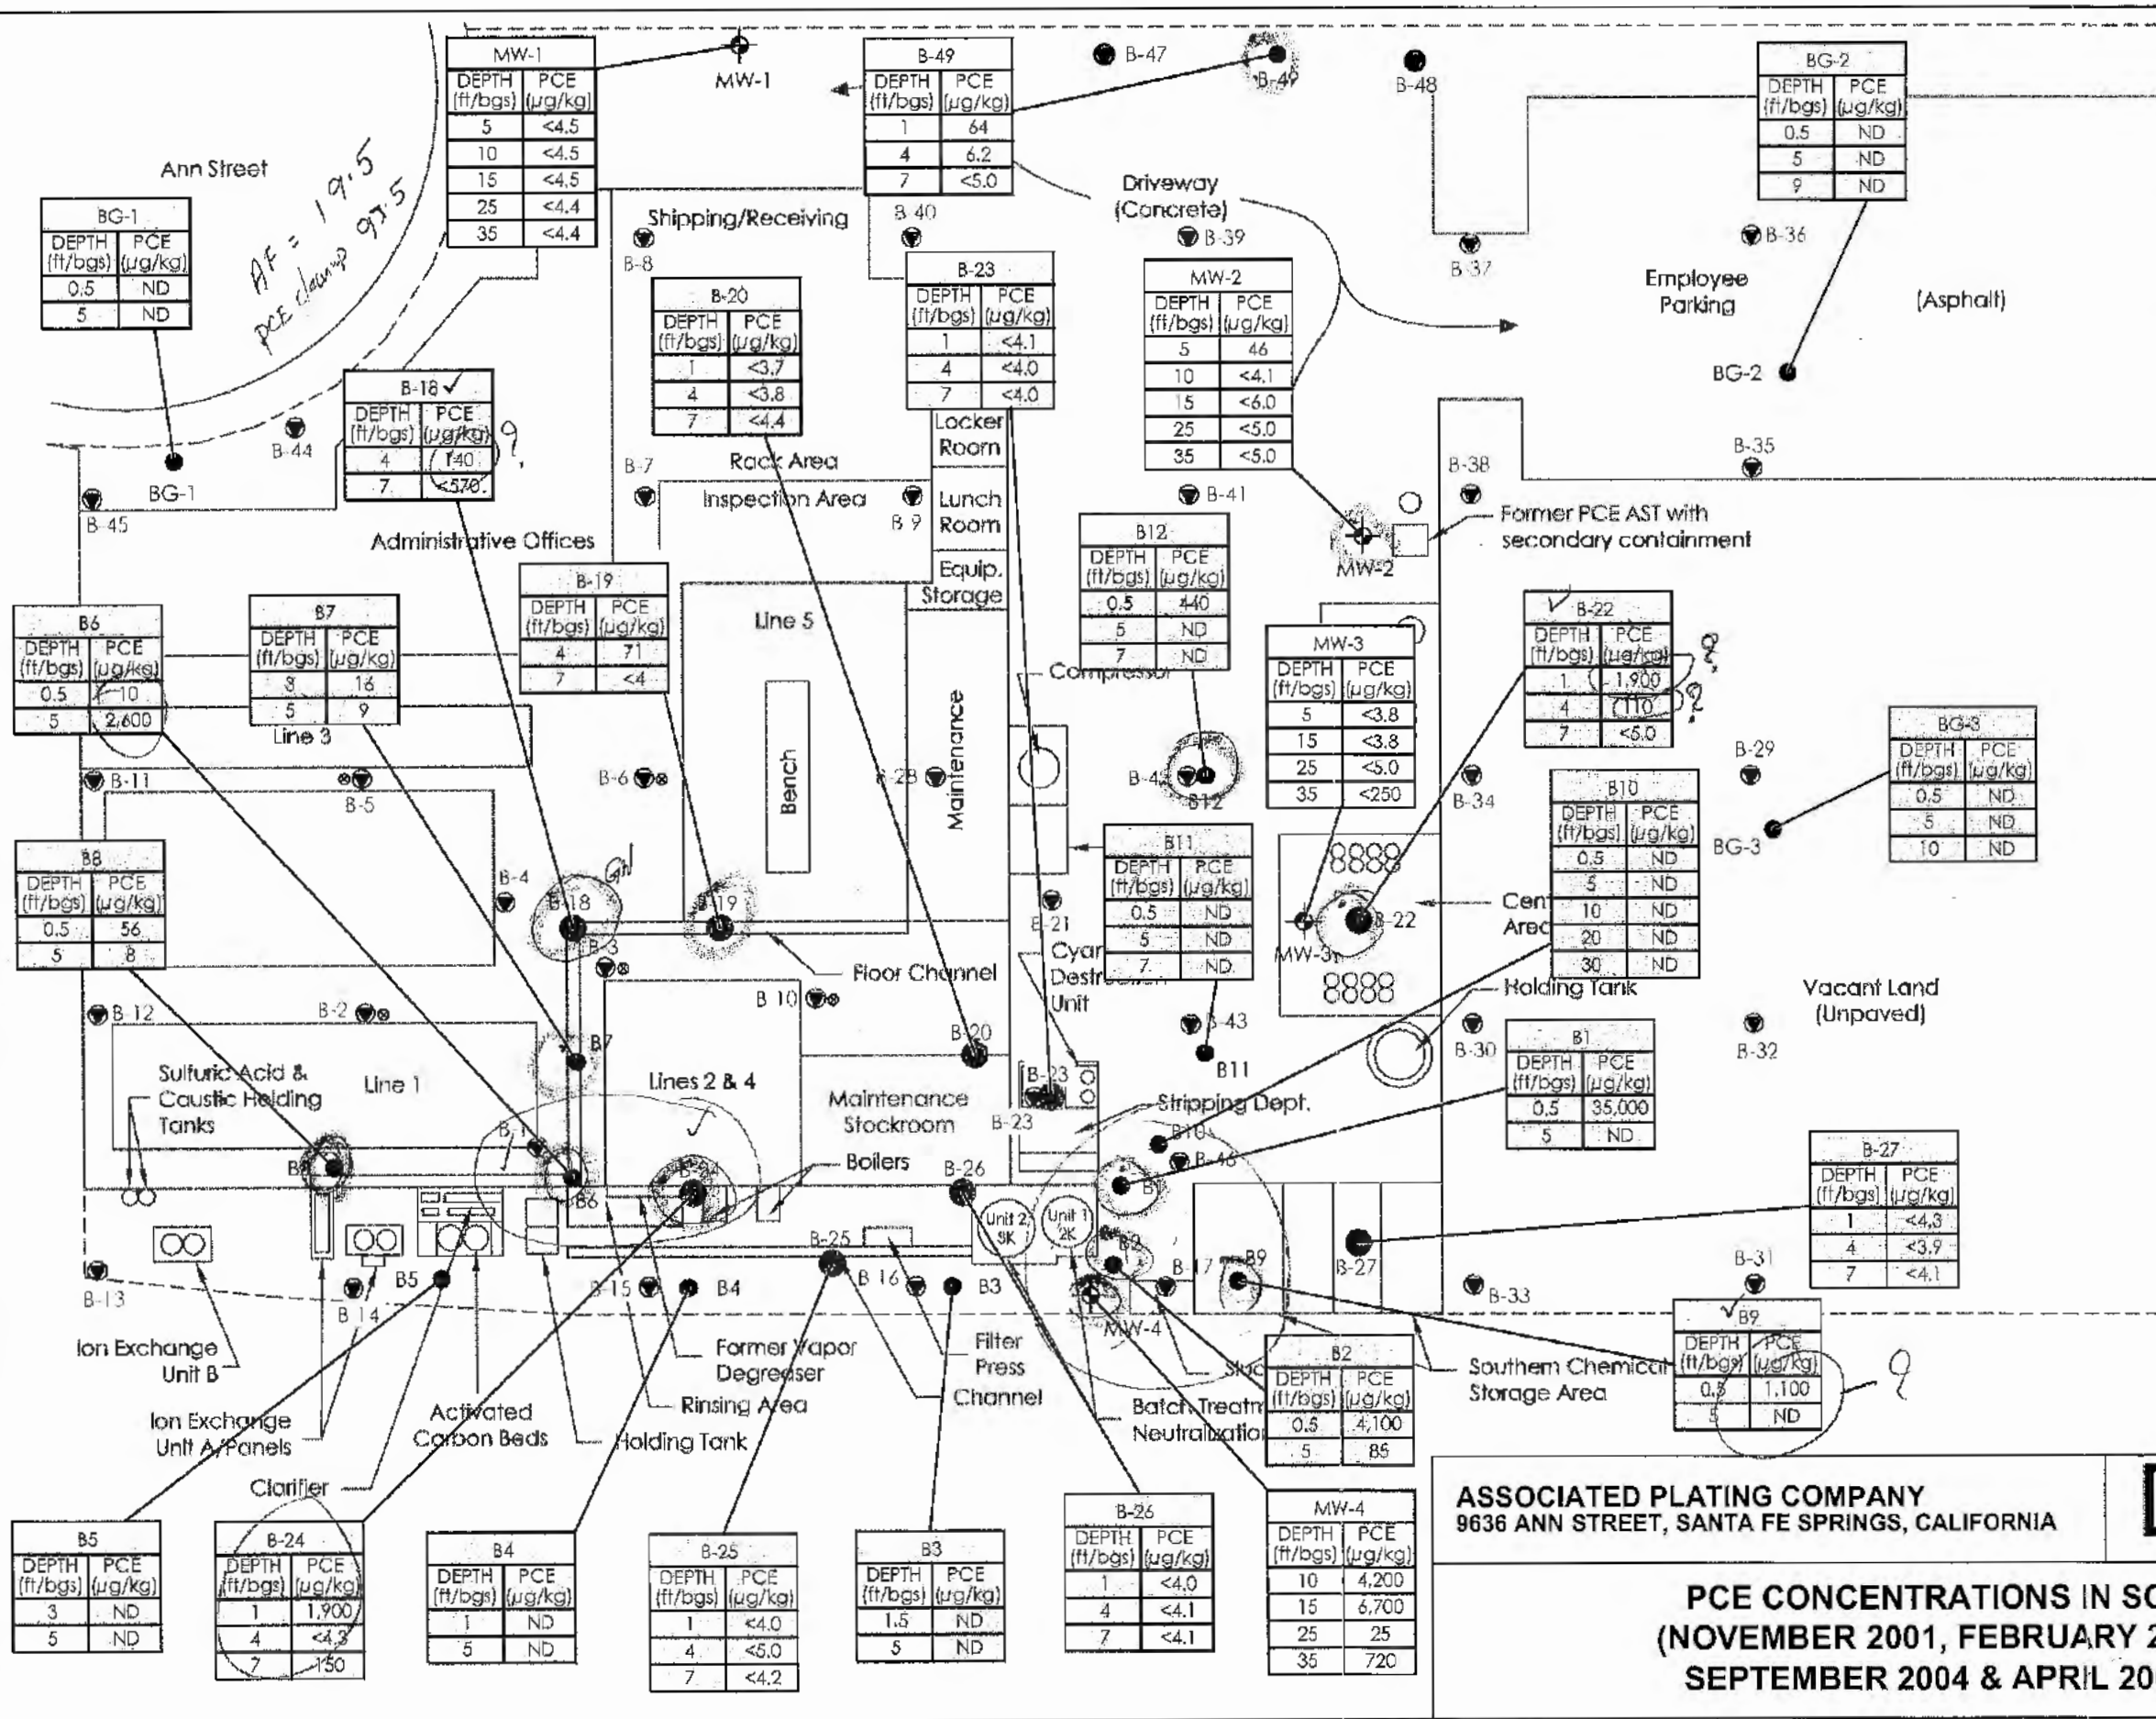 MW-1
DEPTH (ft/bgs) PCE (µg/kg)
5 <4.5
10 <4.5
15 <4.5
25 <4.4
35 <4.4
MW-1
B-49
DEPTH (ft/bgs) PCE (µg/kg)
1 64
4 6.2
7 <5.0
B-47
B-49
B-48
BG-2
DEPTH (ft/bgs) PCE (µg/kg)
0.5 ND
5 ND
9 ND
Ann Street
AF = 19.5
PCE cleanup 97.5
BG-1
DEPTH (ft/bgs) PCE (µg/kg)
0.5 ND
5 ND
Shipping/Receiving
B-8
B 40
Driveway
(Concrete)
B-39
B-37
B-36
Employee
Parking
(Asphalt)
B-20
DEPTH (ft/bgs) PCE (µg/kg)
1 <3.7
4 <3.8
7 <4.4
B-23
DEPTH (ft/bgs) PCE (µg/kg)
1 <4.1
4 <4.0
7 <4.0
MW-2
DEPTH (ft/bgs) PCE (µg/kg)
5 46
10 <4.1
15 <6.0
25 <5.0
35 <5.0
BG-2
B-18 ✓
DEPTH (ft/bgs) PCE (µg/kg)
4 140 ?
7 <570
B-44
BG-1
B-45
B-7
Rack Area
Inspection Area
B 9
Locker
Room
Lunch
Room
Equip.
Storage
B-41
B-38
B-35
Former PCE AST with
secondary containment
MW-2
Administrative Offices
B12
DEPTH (ft/bgs) PCE (µg/kg)
0.5 440
5 ND
7 ND
B-19
DEPTH (ft/bgs) PCE (µg/kg)
4 71
7 <4
Line 5
B6
DEPTH (ft/bgs) PCE (µg/kg)
0.5 10
5 2,600
B7
DEPTH (ft/bgs) PCE (µg/kg)
3 16
5 9
Line 3
MW-3
DEPTH (ft/bgs) PCE (µg/kg)
5 <3.8
15 <3.8
25 <5.0
35 <250
✓ B-22
DEPTH (ft/bgs) PCE (µg/kg)
1 1,900 ?
4 110 ?
7 <5.0
Compressor
BG-3
DEPTH (ft/bgs) PCE (µg/kg)
0.5 ND
5 ND
10 ND
B-11
B-5
B-6
Bench
B-28
Maintenance
B12
B-34
B-29
BG-3
B10
DEPTH (ft/bgs) PCE (µg/kg)
0.5 ND
5 ND
10 ND
20 ND
30 ND
B8
DEPTH (ft/bgs) PCE (µg/kg)
0.5 56
5 8
B11
DEPTH (ft/bgs) PCE (µg/kg)
0.5 ND
5 ND
7 ND
B-4
B-18
GW
B-19
B-3
B-21
Floor Channel
Unit
8888
B-22
MW-3
8888
Holding Tank
Vacant Land
(Unpaved)
B-12
B-2
B 10
B-20
B-43
B11
B-30
B-32
B1
DEPTH (ft/bgs) PCE (µg/kg)
0.5 35,000
5 ND
Sulfuric Acid &
Caustic Holding
Tanks
Line 1
B7
Lines 2 & 4
✓
Maintenance
Stockroom
B-23
B-23
Stripping Dept.
B10
B-46
B-1
B6
Boilers
B-26
Unit 2
Unit 1
2K
B-27
DEPTH (ft/bgs) PCE (µg/kg)
1 <4.3
4 <3.9
7 <4.1
B-13
B 14
B5
B-15
B4
B-25
B 16
B3
B2
B-17
MW-4
B9
B-27
B-33
B-31
Ion Exchange
Unit B
Ion Exchange
Unit A/Panels
Clarifier
Activated
Carbon Beds
Holding Tank
Rinsing Area
Former Vapor
Degreaser
Filter
Press
Channel
B2
DEPTH (ft/bgs) PCE (µg/kg)
0.5 4,100
5 85
Southern Chemical
Storage Area
✓ B9
DEPTH (ft/bgs) PCE (µg/kg)
0.5 1,100
5 ND
?
B5
DEPTH (ft/bgs) PCE (µg/kg)
3 ND
5 ND
B-24
DEPTH (ft/bgs) PCE (µg/kg)
1 1,900
4 <4.3
7 150
B4
DEPTH (ft/bgs) PCE (µg/kg)
1 ND
5 ND
B-25
DEPTH (ft/bgs) PCE (µg/kg)
1 <4.0
4 <5.0
7 <4.2
B3
DEPTH (ft/bgs) PCE (µg/kg)
1.5 ND
5 ND
B-26
DEPTH (ft/bgs) PCE (µg/kg)
1 <4.0
4 <4.1
7 <4.1
MW-4
DEPTH (ft/bgs) PCE (µg/kg)
10 4,200
15 6,700
25 25
35 720
ASSOCIATED PLATING COMPANY
9636 ANN STREET, SANTA FE SPRINGS, CALIFORNIA
PCE CONCENTRATIONS IN
(NOVEMBER 2001, FEBRUARY
SEPTEMBER 2004 & APRIL